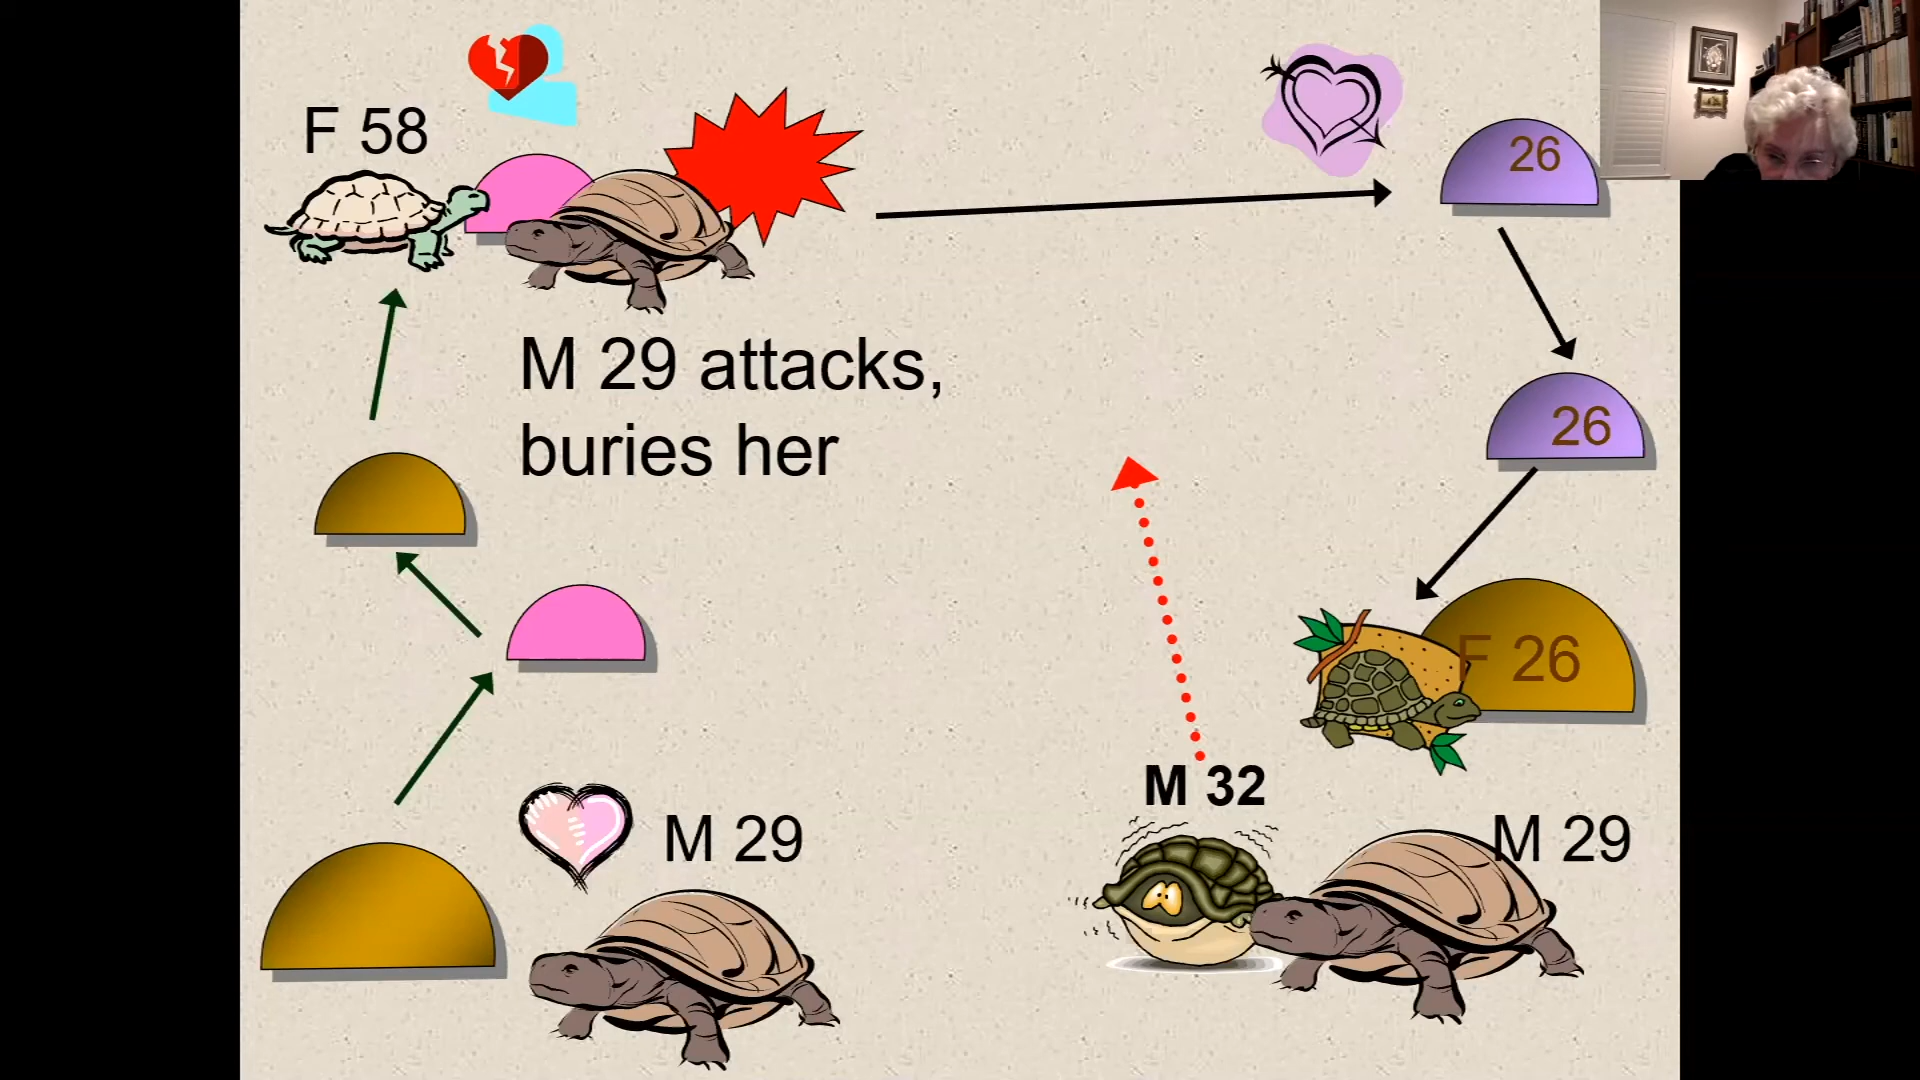 F 58
26
M 29 attacks,
buries her
26
F 26
M 32
M 29
M 29